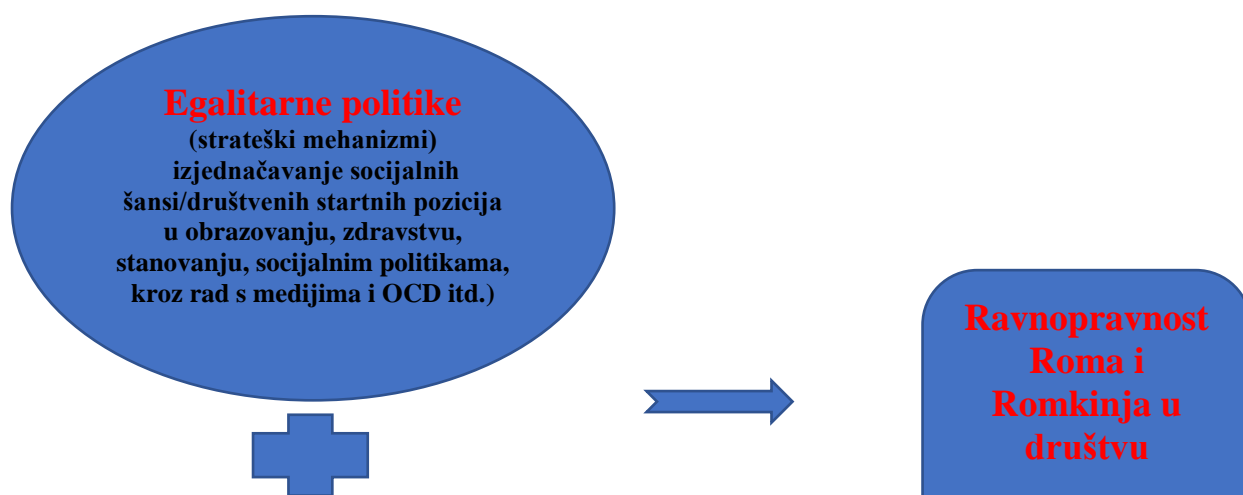 Egalitarne politike
(strateški mehanizmi)
izjednačavanje socijalnih
šansi/društvenih startnih pozicija
u obrazovanju, zdravstvu,
stanovanju, socijalnim politikama,
kroz rad s medijima i OCD itd.)
Ravnopravnost
Roma i
Romkinja u
društvu